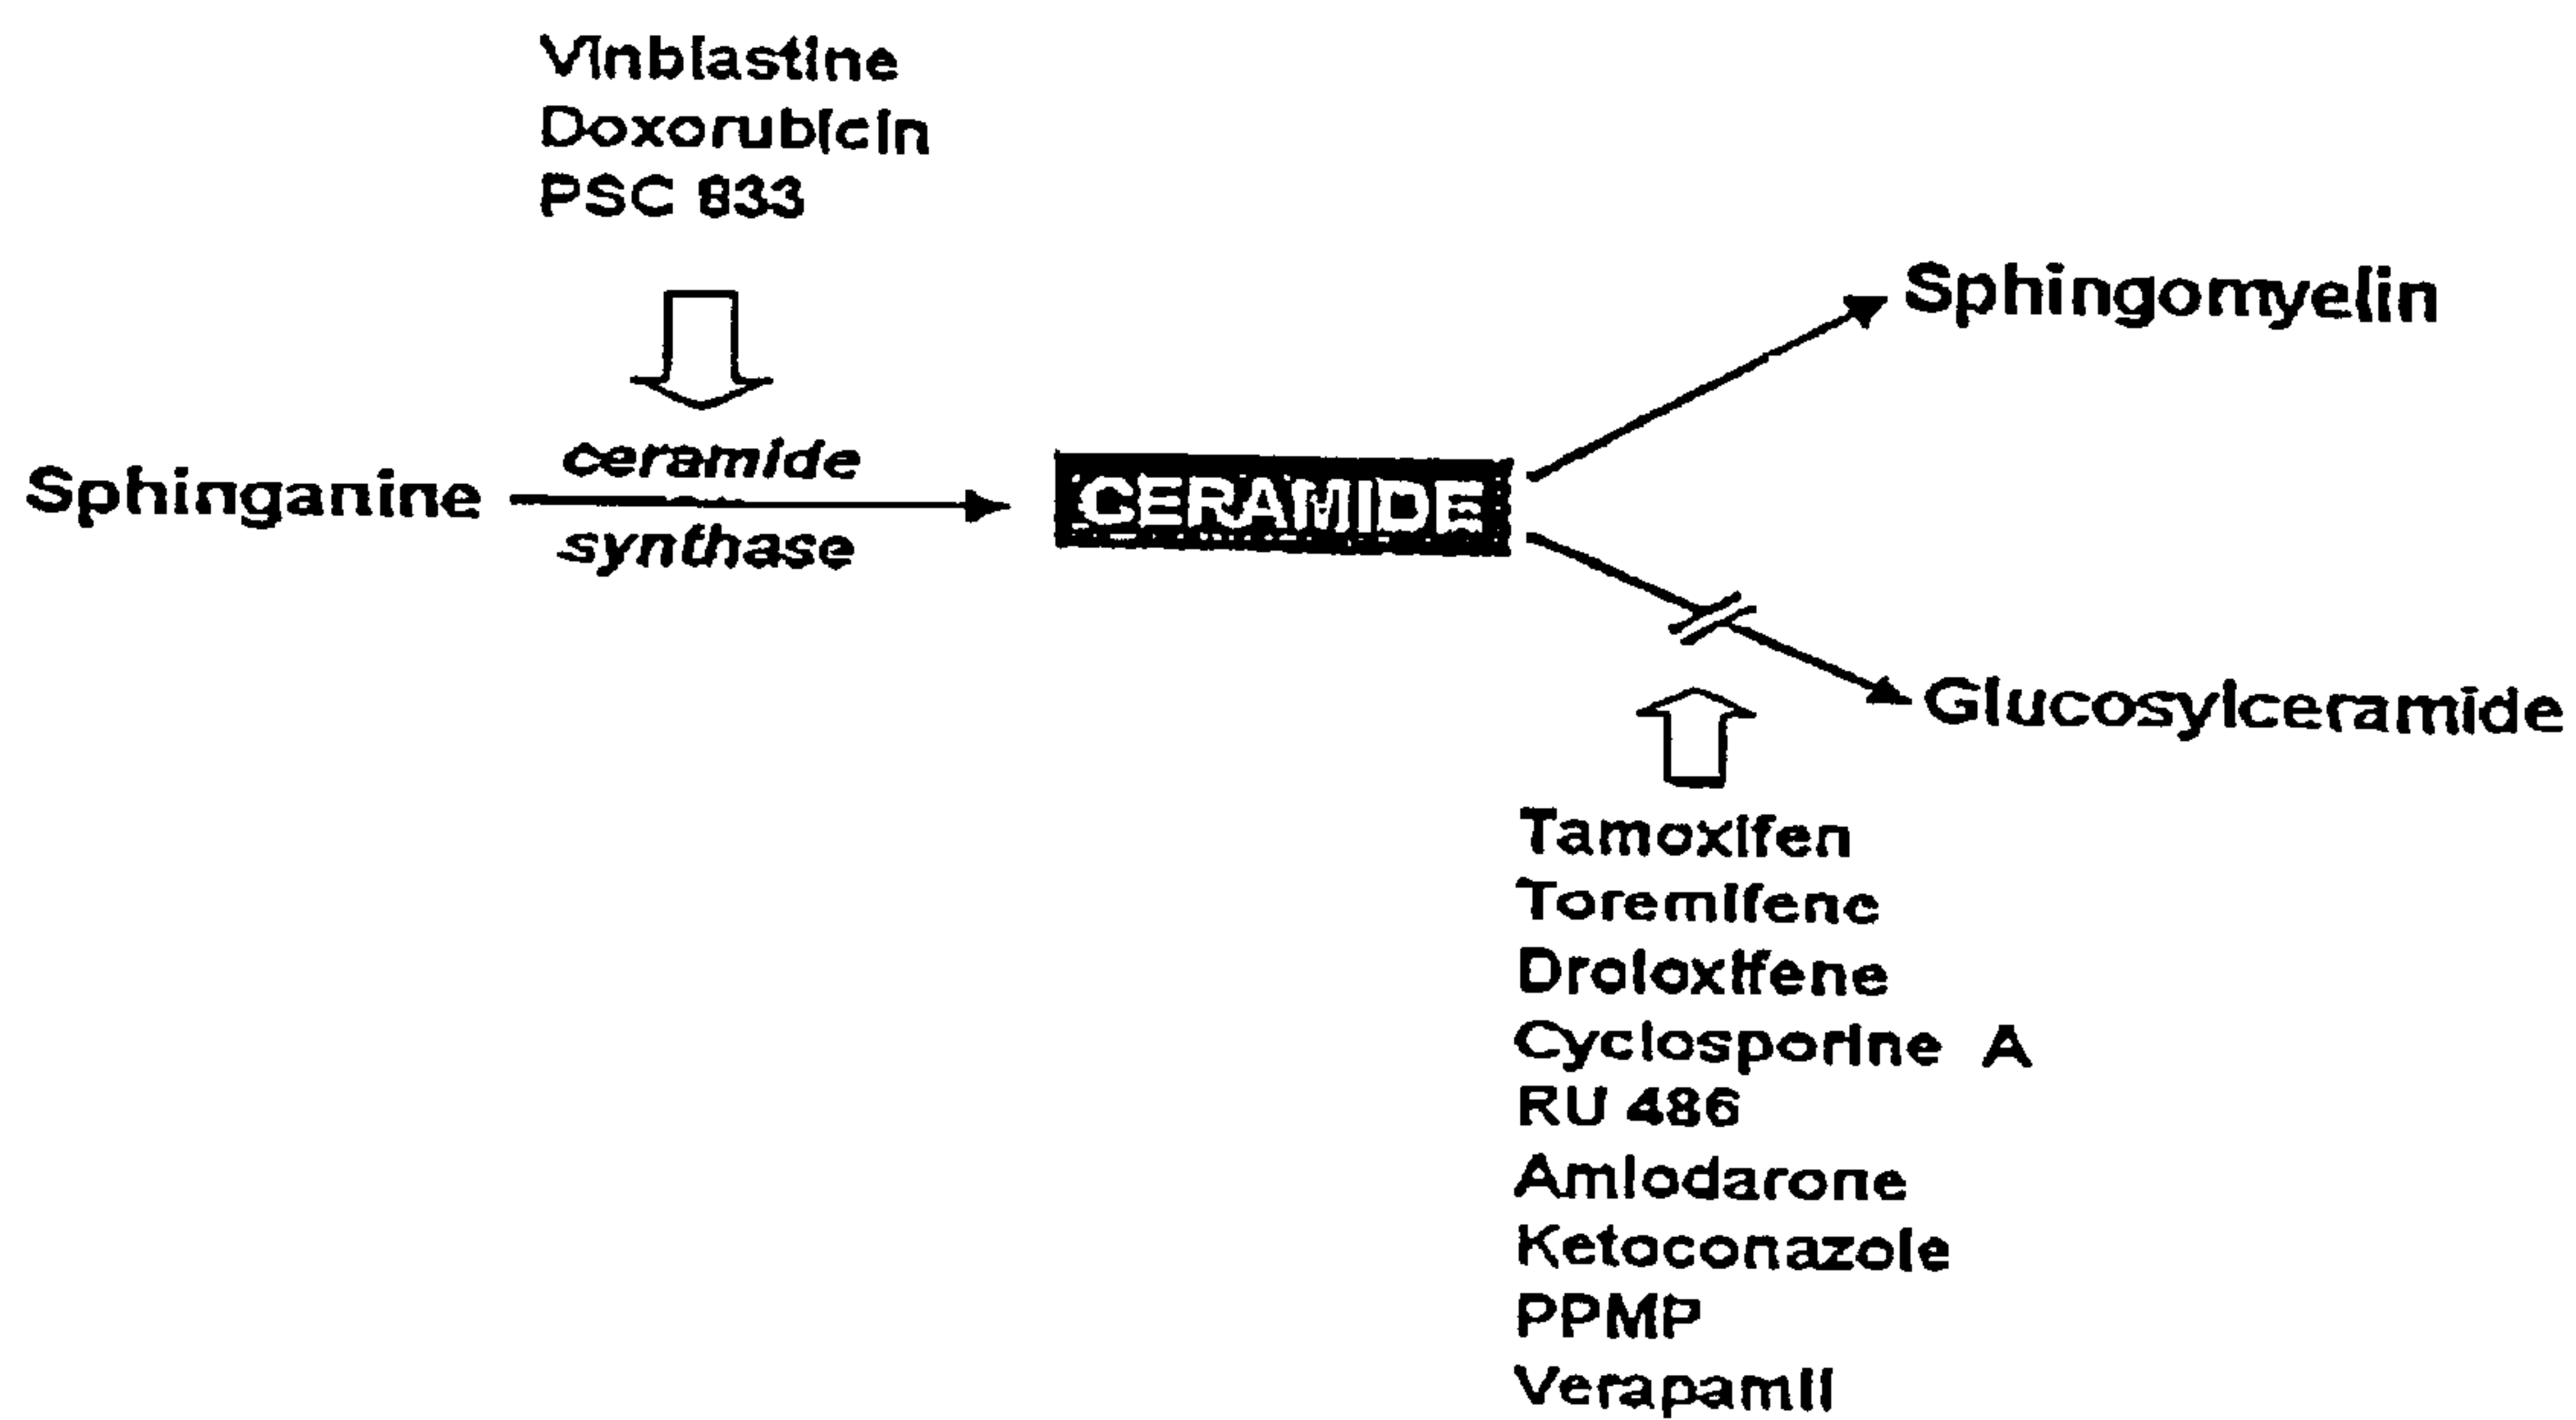 Vinblastine
Doxorubicin
PSC 833
Sphinganine
ceramide
synthase
CERAMIDE
Sphingomyelin
Glucosylceramide
Tamoxifen
Toremifene
Droloxifene
Cyclosporine A
RU 486
Amiodarone
Ketoconazole
PPMP
Verapamil